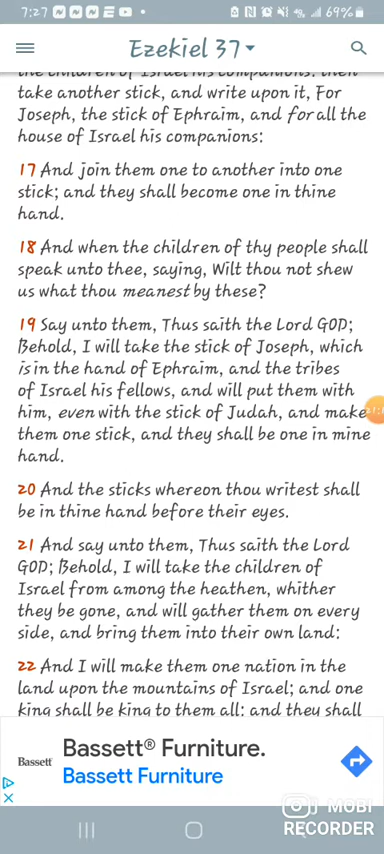 7:27 69%
Ezekiel 37
the children of Israel his companions: then
take another stick, and write upon it, For
Joseph, the stick of Ephraim, and for all the
house of Israel his companions:
17 And join them one to another into one
stick; and they shall become one in thine
hand.
18 And when the children of thy people shall
speak unto thee, saying, Wilt thou not shew
us what thou meanest by these?
19 Say unto them, Thus saith the Lord GOD;
Behold, I will take the stick of Joseph, which
is in the hand of Ephraim, and the tribes
of Israel his fellows, and will put them with
him, even with the stick of Judah, and make
them one stick, and they shall be one in mine
hand.
20 And the sticks whereon thou writest shall
be in thine hand before their eyes.
21 And say unto them, Thus saith the Lord
GOD; Behold, I will take the children of
Israel from among the heathen, whither
they be gone, and will gather them on every
side, and bring them into their own land:
22 And I will make them one nation in the
land upon the mountains of Israel; and one
king shall be king to them all: and they shall
Bassett® Furniture.
Bassett
Bassett Furniture
MOBI
RECORDER